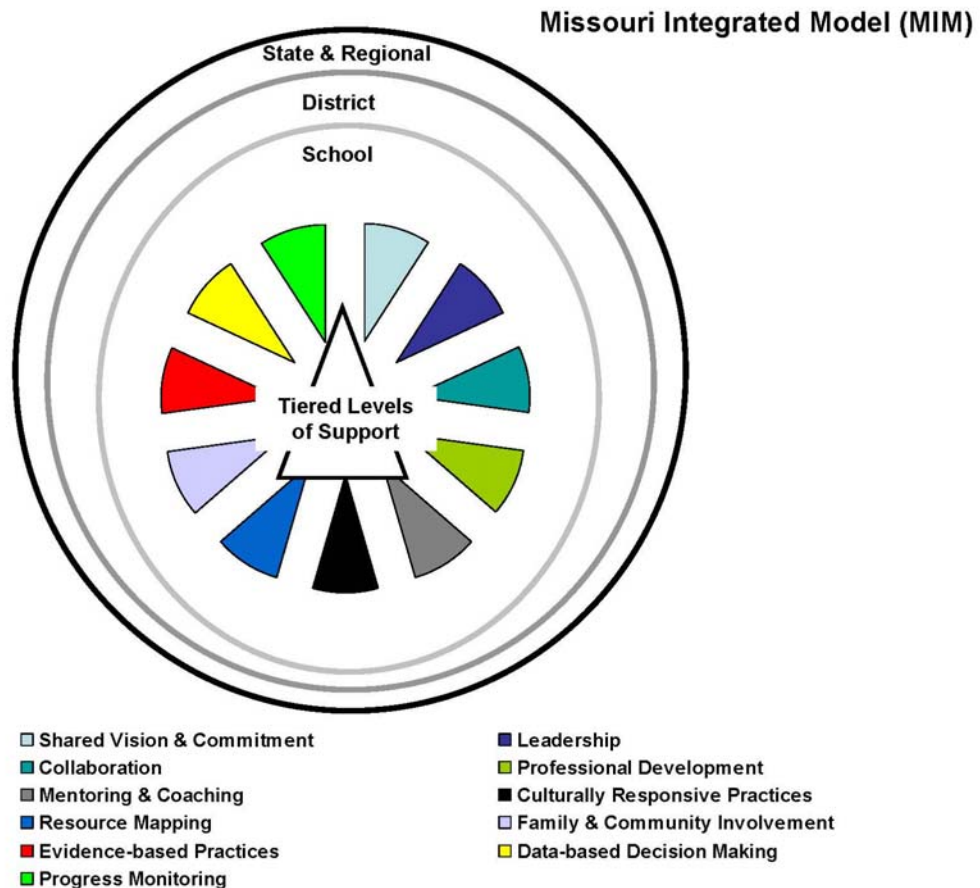 Missouri Integrated Model (MIM)
State & Regional
District
School
Tiered Levels
of Support
Shared Vision & Commitment
Leadership
Collaboration
Professional Development
Mentoring & Coaching
Culturally Responsive Practices
Resource Mapping
Family & Community Involvement
Evidence-based Practices
Data-based Decision Making
Progress Monitoring